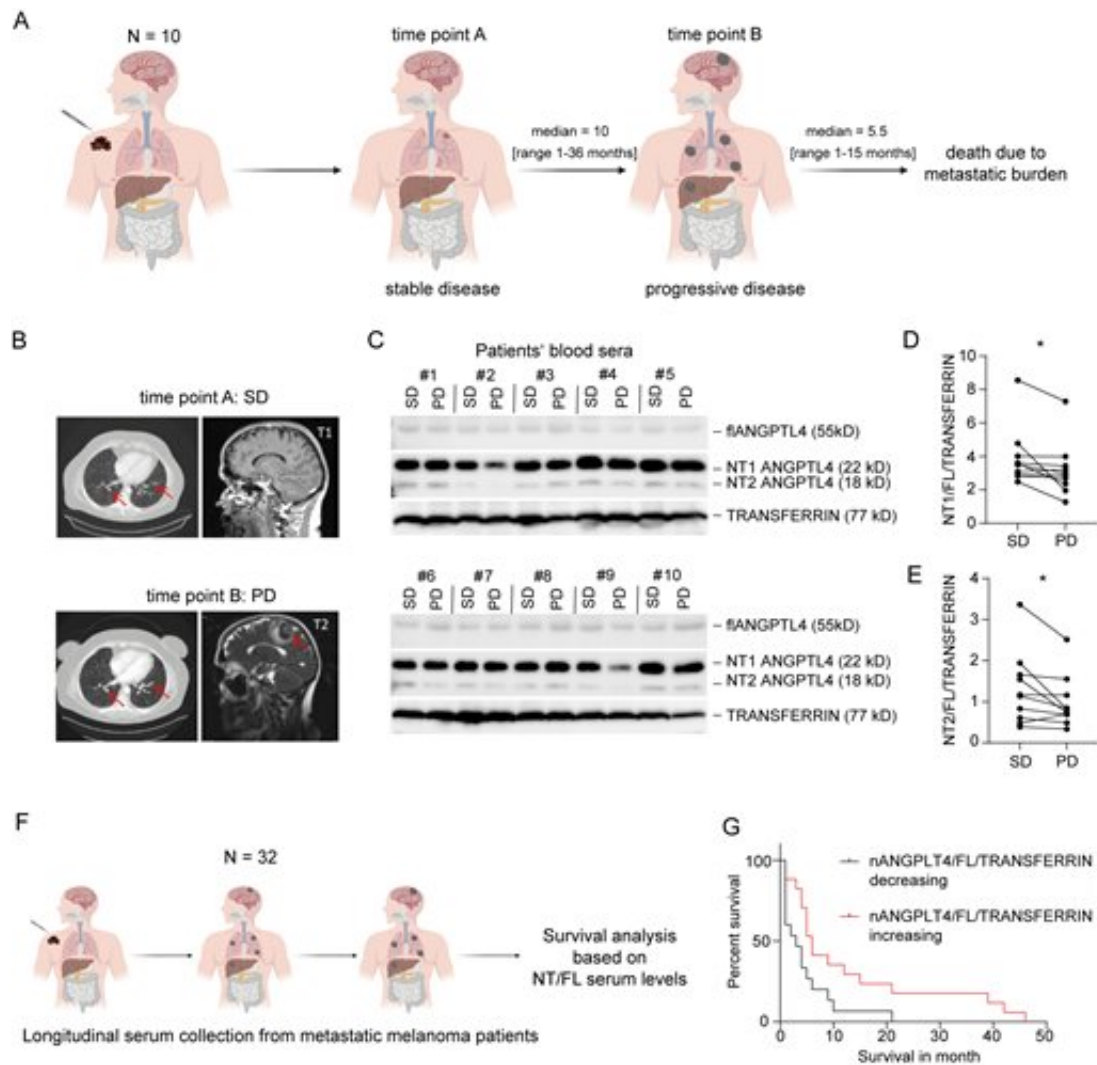 A
N = 10
time point A
time point B
median = 10
[range 1-36 months]
median = 5.5
[range 1-15 months]
death due to
metastatic burden
stable disease
progressive disease
B
time point A: SD
T1
time point B: PD
T2
C
Patients' blood sera
#1 #2 #3 #4 #5
SD PD SD PD SD PD SD PD SD PD
– flANGPTL4 (55kD)
– NT1 ANGPTL4 (22 kD)
– NT2 ANGPTL4 (18 kD)
– TRANSFERRIN (77 kD)
#6 #7 #8 #9 #10
SD PD SD PD SD PD SD PD SD PD
– flANGPTL4 (55kD)
– NT1 ANGPTL4 (22 kD)
– NT2 ANGPTL4 (18 kD)
– TRANSFERRIN (77 kD)
D
NT1/FL/TRANSFERRIN
10
8
6
4
2
0
*
SD PD
E
NT2/FL/TRANSFERRIN
4
3
2
1
0
*
SD PD
F
N = 32
Survival analysis
based on
NT/FL serum levels
Longitudinal serum collection from metastatic melanoma patients
G
Percent survival
100
50
0
nANGPLT4/FL/TRANSFERRIN
decreasing
nANGPLT4/FL/TRANSFERRIN
increasing
0 10 20 30 40 50
Survival in month